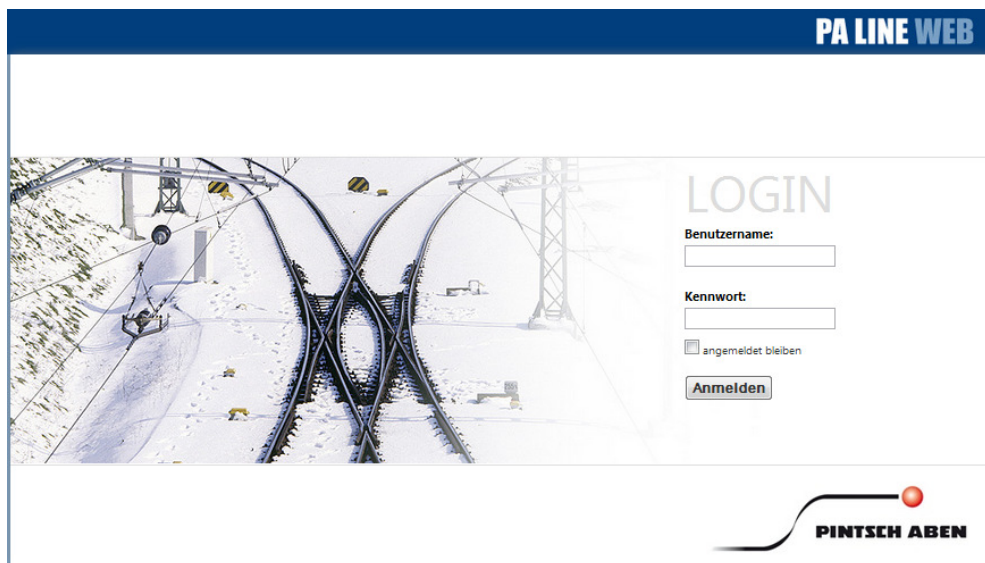 PA LINE WEB
LOGIN
Benutzername:
Kennwort:
angemeldet bleiben
Anmelden
PINTSCH ABEN